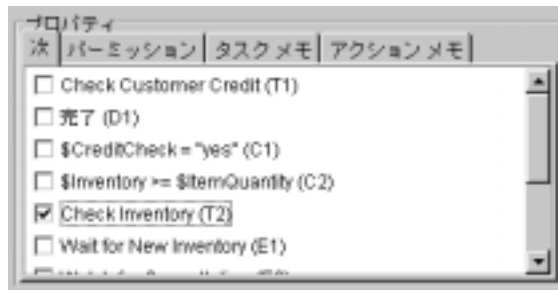 プロパティ
次 パーミッション タスク メモ アクション メモ
Check Customer Credit (T1)
完了 (D1)
$CreditCheck = "yes" (C1)
$Inventory >= $ItemQuantity (C2)
Check Inventory (T2)
Wait for New Inventory (E1)